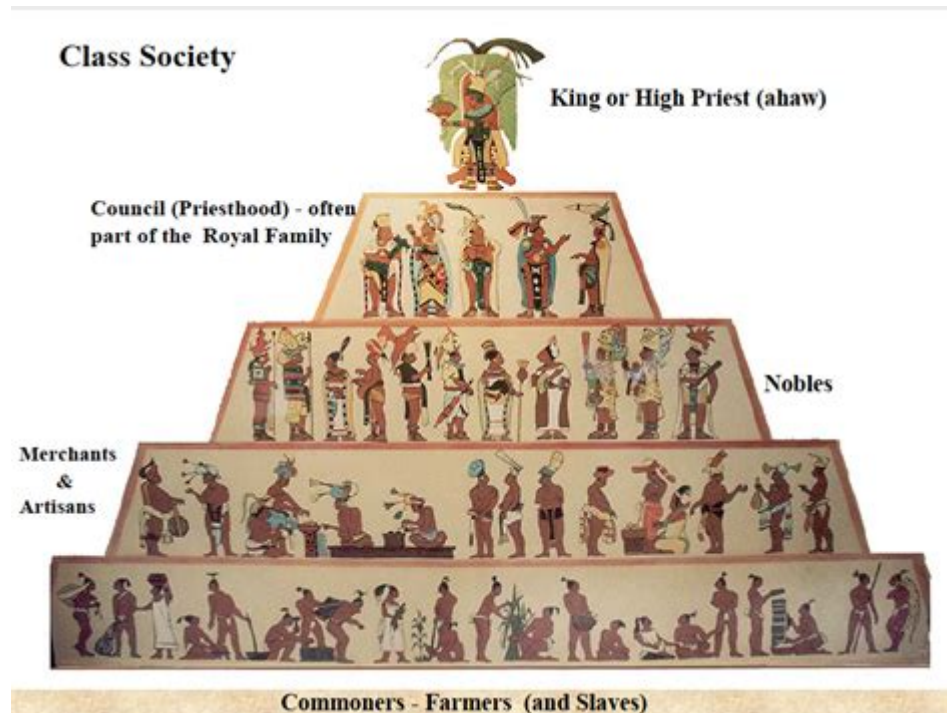 Class Society
King or High Priest (ahaw)
Council (Priesthood) - often
part of the Royal Family
Nobles
Merchants
&
Artisans
Commoners - Farmers (and Slaves)